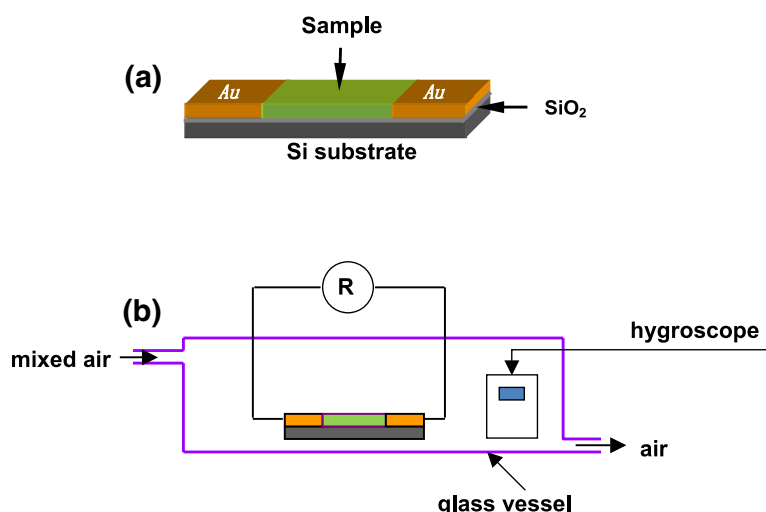 Sample
(a)
Au
Au
SiO₂
Si substrate
(b)
R
hygroscope
mixed air
air
glass vessel